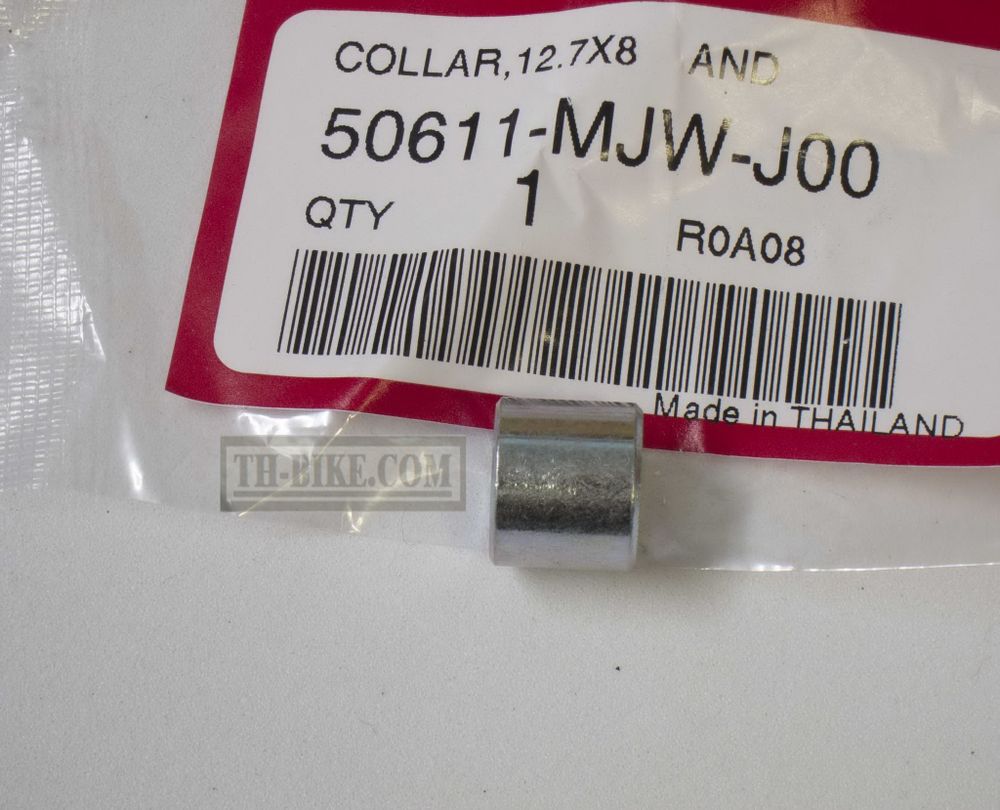 COLLAR,12.7X8 AND
50611-MJW-J00
QTY 1 R0A08
Made in THAILAND
TH-BIKE.COM